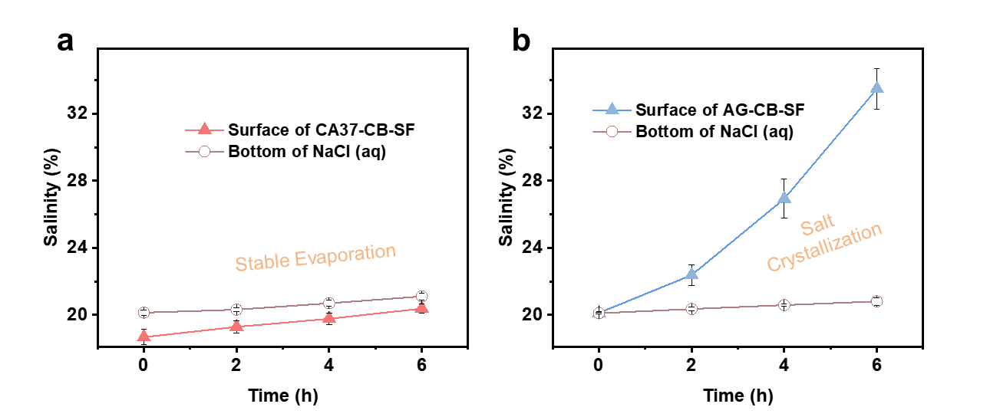 a
Salinity (%)
32
28
24
20
Surface of CA37-CB-SF
Bottom of NaCl (aq)
Stable Evaporation
0 2 4 6
Time (h)
b
Salinity (%)
32
28
24
20
Surface of AG-CB-SF
Bottom of NaCl (aq)
Salt
Crystallization
0 2 4 6
Time (h)